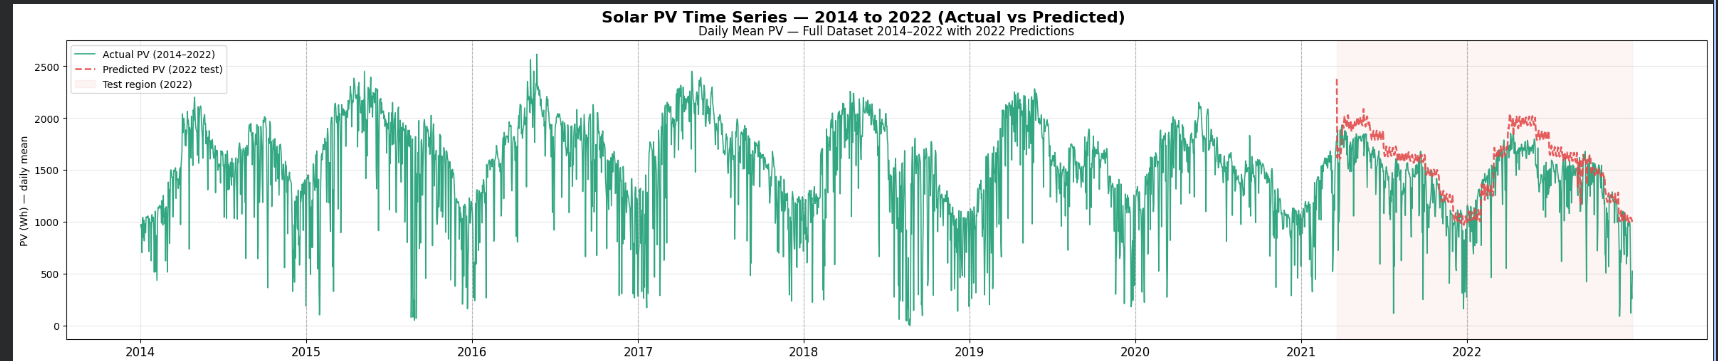 Solar PV Time Series — 2014 to 2022 (Actual vs Predicted)
Daily Mean PV — Full Dataset 2014–2022 with 2022 Predictions
Actual PV (2014–2022)
Predicted PV (2022 test)
Test region (2022)
PV (Wh) — daily mean
2500
2000
1500
1000
500
0
2014 2015 2016 2017 2018 2019 2020 2021 2022